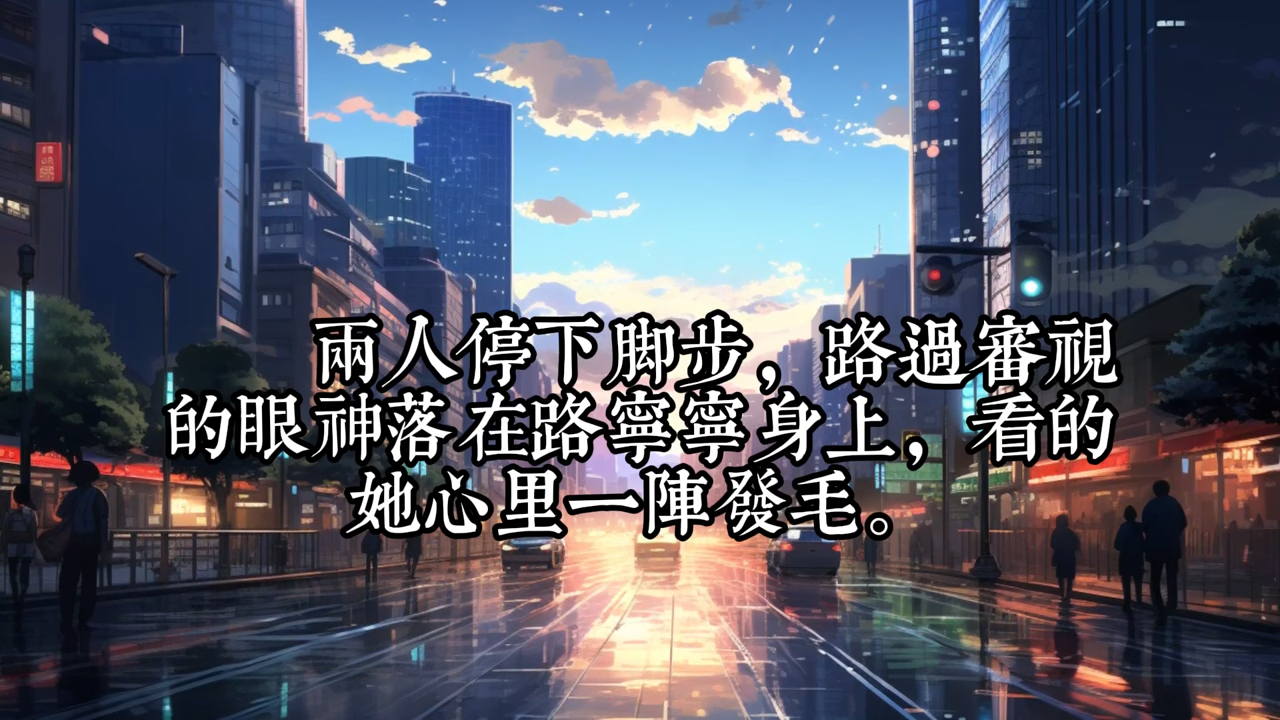 兩人停下脚步，路過審視
的眼神落在路寧寧身上，看的
她心里一陣發毛。